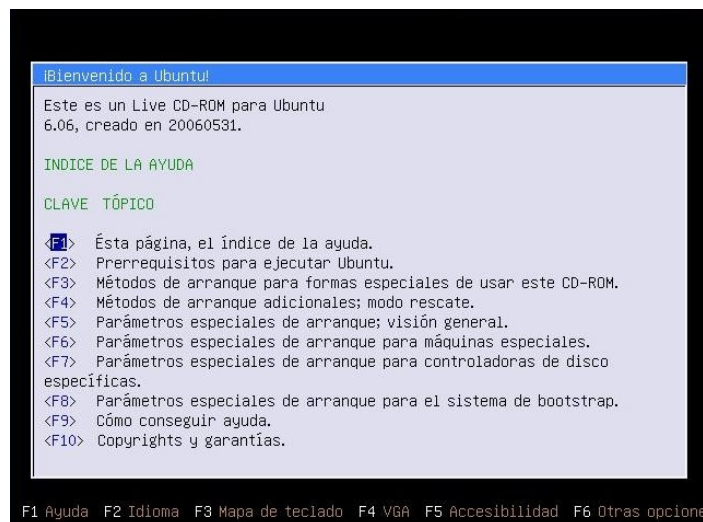 ¡Bienvenido a Ubuntu!
Este es un Live CD-ROM para Ubuntu
6.06, creado en 20060531.
INDICE DE LA AYUDA
CLAVE TÓPICO
<F1> Ésta página, el índice de la ayuda.
<F2> Prerrequisitos para ejecutar Ubuntu.
<F3> Métodos de arranque para formas especiales de usar este CD-ROM.
<F4> Métodos de arranque adicionales; modo rescate.
<F5> Parámetros especiales de arranque; visión general.
<F6> Parámetros especiales de arranque para máquinas especiales.
<F7> Parámetros especiales de arranque para controladoras de disco
específicas.
<F8> Parámetros especiales de arranque para el sistema de bootstrap.
<F9> Cómo conseguir ayuda.
<F10> Copyrights y garantías.
F1 Ayuda F2 Idioma F3 Mapa de teclado F4 VGA F5 Accesibilidad F6 Otras opcione